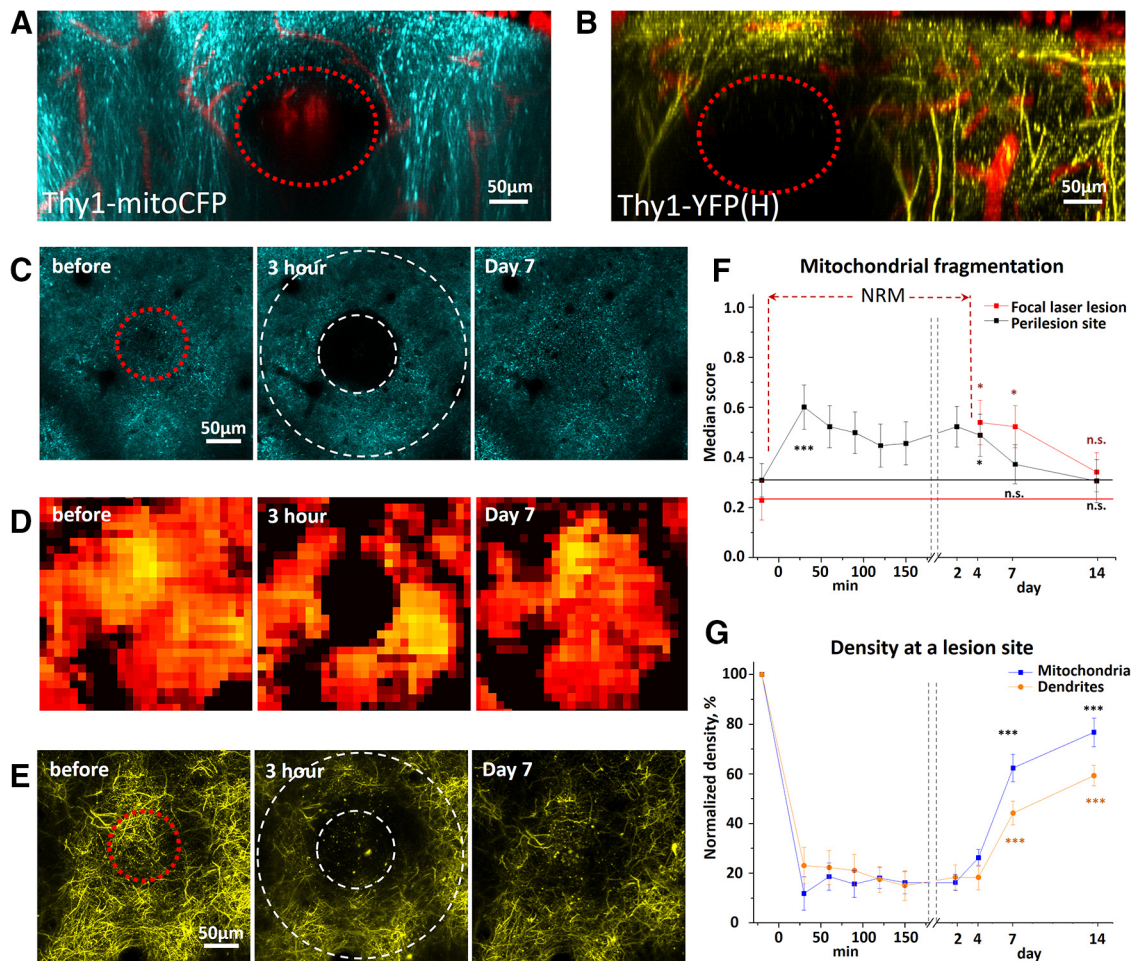 A
Thy1-mitoCFP
50µm
B
Thy1-YFP(H)
50µm
C
before
50µm
3 hour
Day 7
D
before
3 hour
Day 7
E
before
50µm
3 hour
Day 7
F
Mitochondrial fragmentation
NRM
Focal laser lesion
Perilesion site
Median score
1.0
0.8
0.6
0.4
0.2
0.0
***
*
*
*
n.s.
n.s.
n.s.
0 50 100 150 2 4 7 14
min day
G
Density at a lesion site
Mitochondria
Dendrites
Normalized density, %
100
80
60
40
20
0
***
***
***
***
0 50 100 150 2 4 7 14
min day